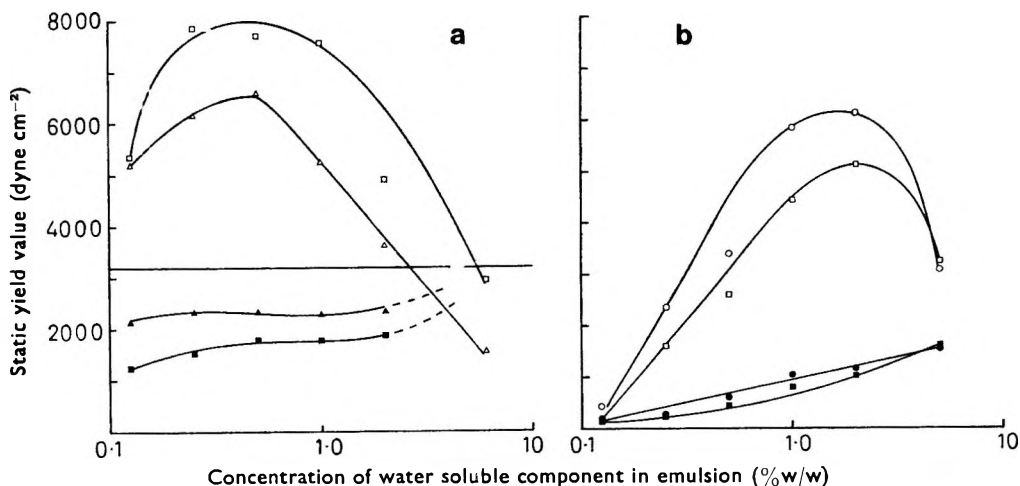 8000
6000
4000
2000
Static yield value (dyne cm⁻²)
a
b
0·1
1·0
10
0·1
1·0
10
Concentration of water soluble component in emulsion (%w/w)